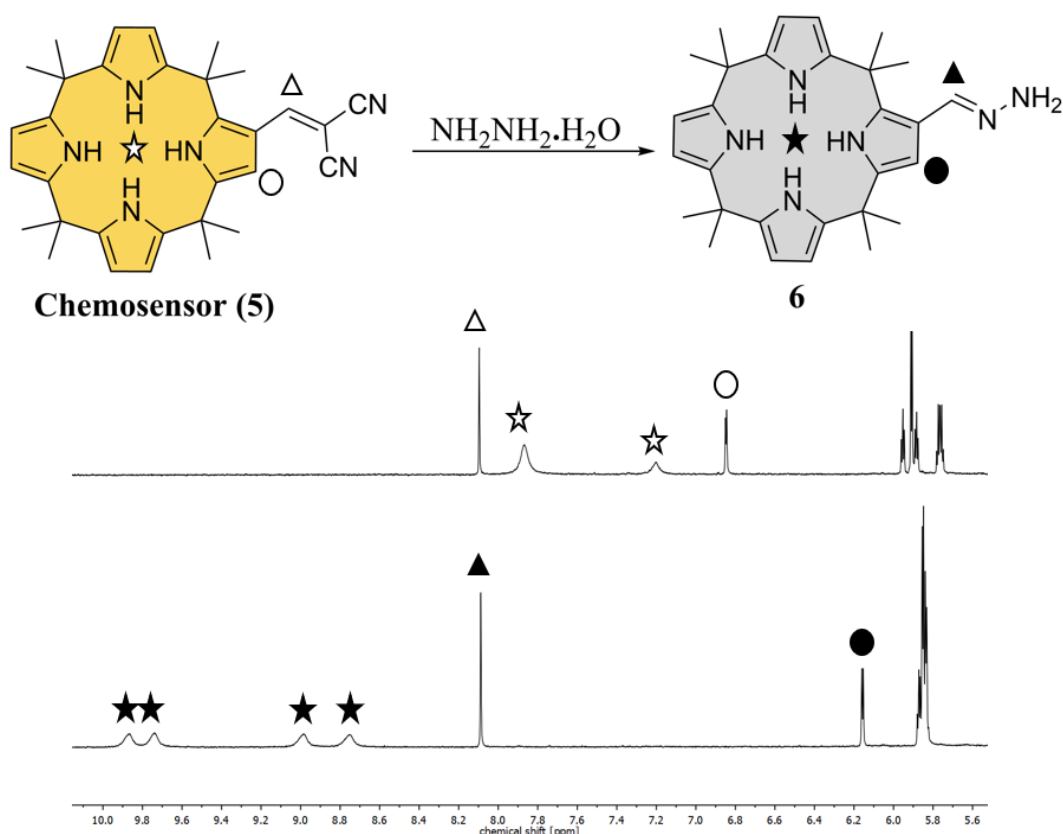 N
H
CN
NH
HN
CN
H
N
Chemosensor (5)
NH2NH2.H2O
N
H
NH2
N
NH
HN
H
N
6
10.0 9.8 9.6 9.4 9.2 9.0 8.8 8.6 8.4 8.2 8.0 7.8 7.6 7.4 7.2 7.0 6.8 6.6 6.4 6.2 6.0 5.8 5.6
chemical shift [ppm]